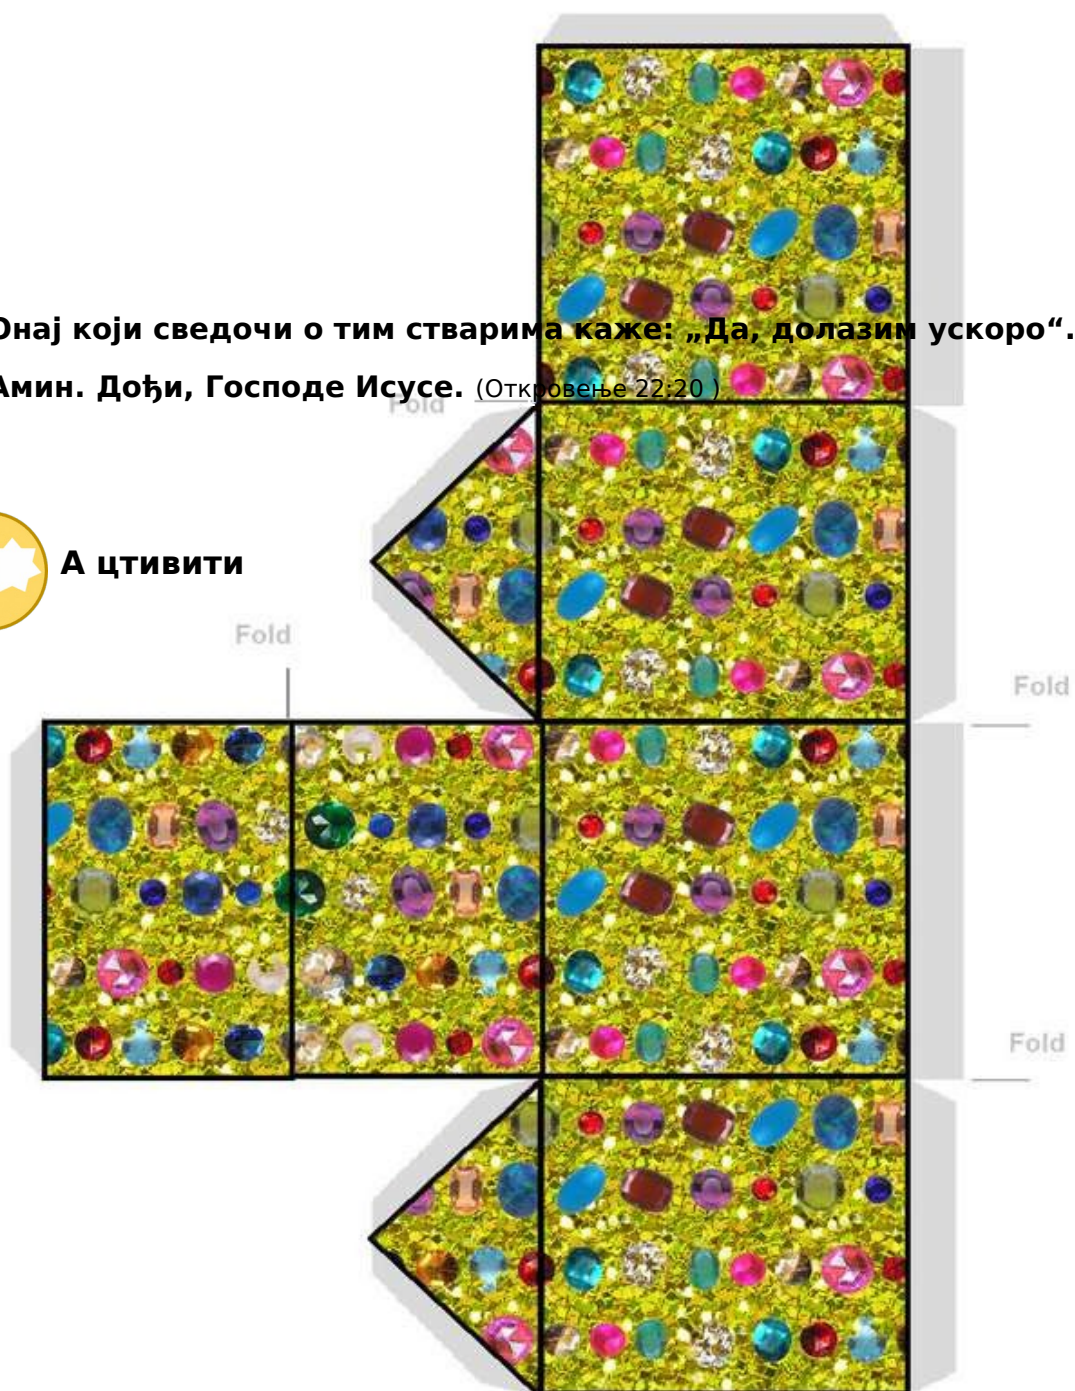 Онај који сведочи о тим стварима каже: „Да, долазим ускоро“.
Амин. Дођи, Господе Исусе. (Откровење 22:20 )
Fold
А цтивити
Fold
Fold
Fold